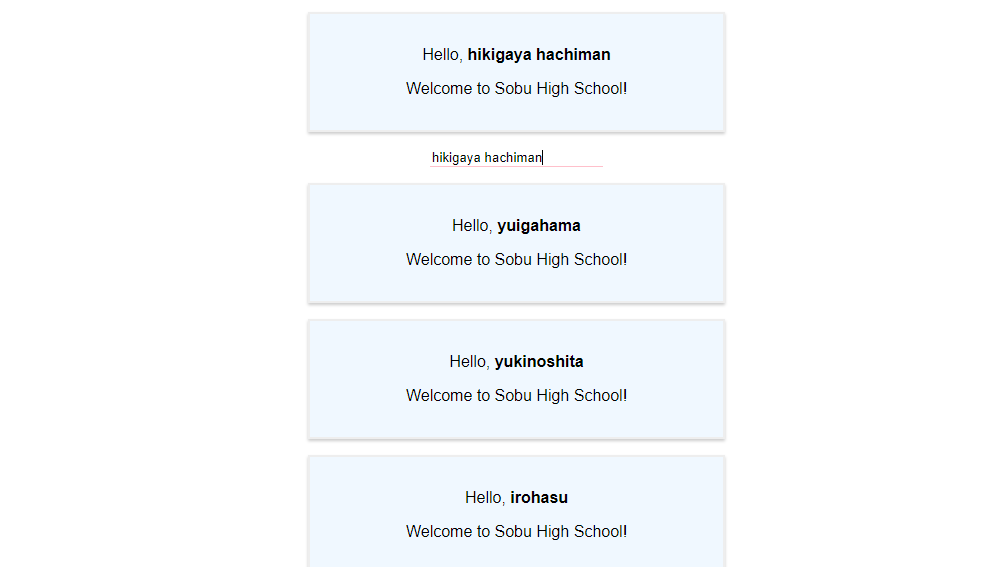 Hello, hikigaya hachiman
Welcome to Sobu High School!
hikigaya hachiman
Hello, yuigahama
Welcome to Sobu High School!
Hello, yukinoshita
Welcome to Sobu High School!
Hello, irohasu
Welcome to Sobu High School!